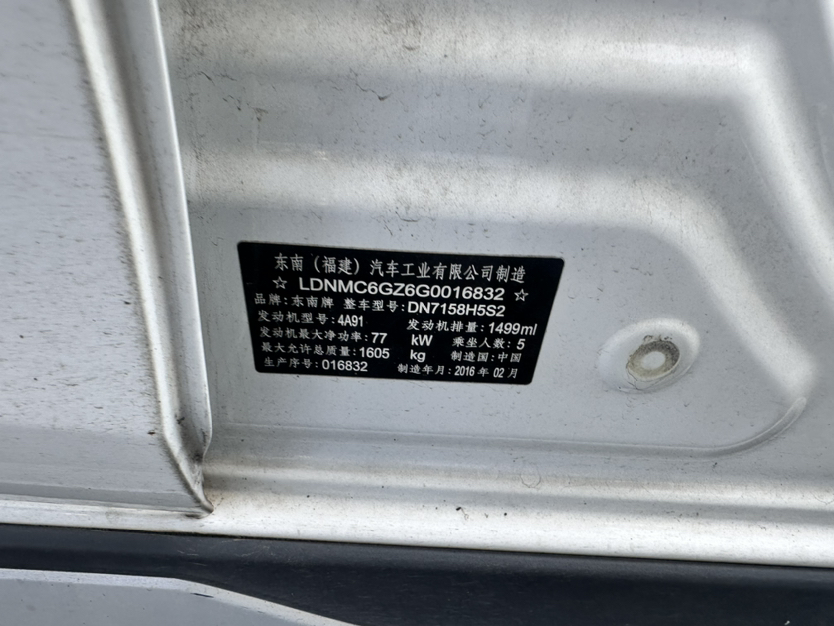 东南（福建）汽车工业有限公司制造
☆ LDNMC6GZ6G0016832 ☆
品牌:东南牌 整车型号:DN7158H5S2
发动机型号:4A91 发动机排量:1499ml
发动机最大净功率:77 kW 乘坐人数:5
最大允许总质量:1605 kg 制造国:中国
生产序号:016832 制造年月:2016 年 02 月